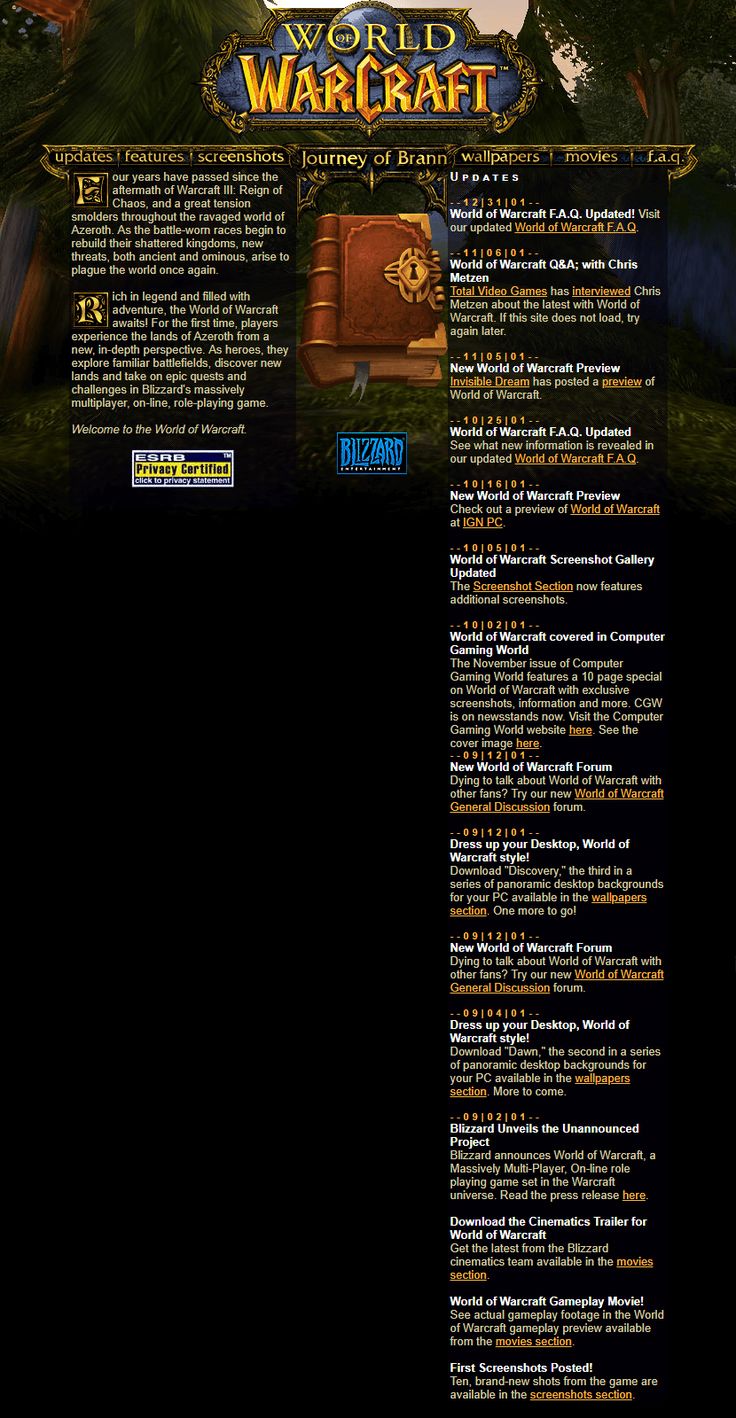 WORLD
OF
WARCRAFT™
updates | features | screenshots Journey of Brann wallpapers | movies | f.a.q.
Four years have passed since the
aftermath of Warcraft III: Reign of
Chaos, and a great tension
smolders throughout the ravaged world of
Azeroth. As the battle-worn races begin to
rebuild their shattered kingdoms, new
threats, both ancient and ominous, arise to
plague the world once again.
Rich in legend and filled with
adventure, the World of Warcraft
awaits! For the first time, players
experience the lands of Azeroth from a
new, in-depth perspective. As heroes, they
explore familiar battlefields, discover new
lands and take on epic quests and
challenges in Blizzard's massively
multiplayer, on-line, role-playing game.
Welcome to the World of Warcraft.
ESRB ™
Privacy Certified
click to privacy statement
BLIZZARD
ENTERTAINMENT
Updates
--12|31|01--
World of Warcraft F.A.Q. Updated! Visit
our updated World of Warcraft F.A.Q.
--11|06|01--
World of Warcraft Q&A; with Chris
Metzen
Total Video Games has interviewed Chris
Metzen about the latest with World of
Warcraft. If this site does not load, try
again later.
--11|05|01--
New World of Warcraft Preview
Invisible Dream has posted a preview of
World of Warcraft.
--10|25|01--
World of Warcraft F.A.Q. Updated
See what new information is revealed in
our updated World of Warcraft F.A.Q.
--10|16|01--
New World of Warcraft Preview
Check out a preview of World of Warcraft
at IGN PC.
--10|05|01--
World of Warcraft Screenshot Gallery
Updated
The Screenshot Section now features
additional screenshots.
--10|02|01--
World of Warcraft covered in Computer
Gaming World
The November issue of Computer
Gaming World features a 10 page special
on World of Warcraft with exclusive
screenshots, information and more. CGW
is on newsstands now. Visit the Computer
Gaming World website here. See the
cover image here.
--09|12|01--
New World of Warcraft Forum
Dying to talk about World of Warcraft with
other fans? Try our new World of Warcraft
General Discussion forum.
--09|12|01--
Dress up your Desktop, World of
Warcraft style!
Download "Discovery," the third in a
series of panoramic desktop backgrounds
for your PC available in the wallpapers
section. One more to go!
--09|12|01--
New World of Warcraft Forum
Dying to talk about World of Warcraft with
other fans? Try our new World of Warcraft
General Discussion forum.
--09|04|01--
Dress up your Desktop, World of
Warcraft style!
Download "Dawn," the second in a series
of panoramic desktop backgrounds for
your PC available in the wallpapers
section. More to come.
--09|02|01--
Blizzard Unveils the Unannounced
Project
Blizzard announces World of Warcraft, a
Massively Multi-Player, On-line role
playing game set in the Warcraft
universe. Read the press release here.
Download the Cinematics Trailer for
World of Warcraft
Get the latest from the Blizzard
cinematics team available in the movies
section.
World of Warcraft Gameplay Movie!
See actual gameplay footage in the World
of Warcraft gameplay preview available
from the movies section.
First Screenshots Posted!
Ten, brand-new shots from the game are
available in the screenshots section.